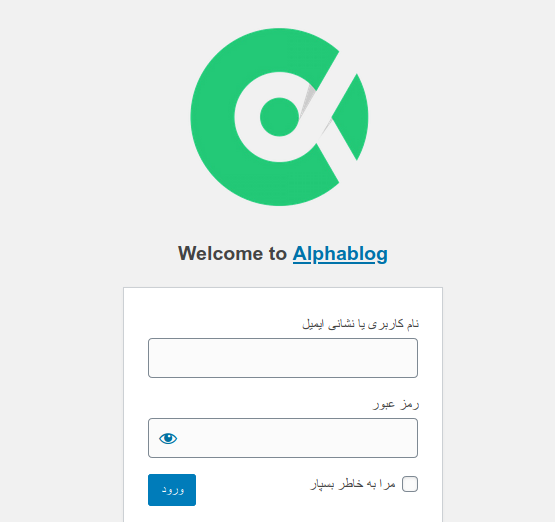 Welcome to Alphablog
نام کاربری یا نشانی ایمیل
رمز عبور
مرا به خاطر بسپار
ورود